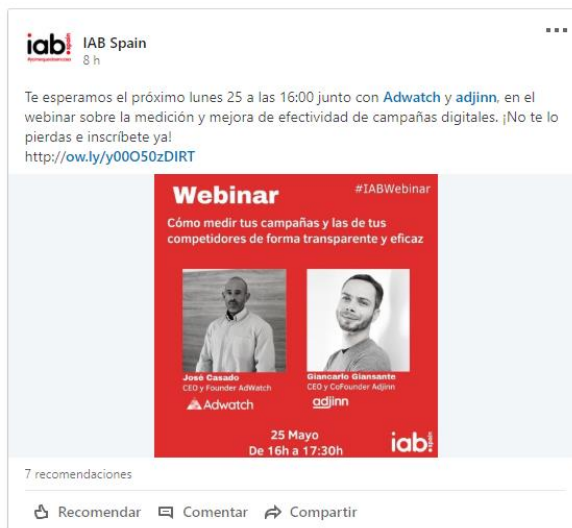 iab! spain
IAB Spain
8 h
Te esperamos el próximo lunes 25 a las 16:00 junto con Adwatch y adjinn, en el
webinar sobre la medición y mejora de efectividad de campañas digitales. ¡No te lo
pierdas e inscríbete ya!
http://ow.ly/y00O50zDIRT
Webinar
#IABWebinar
Cómo medir tus campañas y las de tus
competidores de forma transparente y eficaz
José Casado
CEO y Founder AdWatch
Adwatch
Giancarlo Giansante
CEO y CoFounder Adjinn
adjinn
25 Mayo
De 16h a 17:30h
iab spain
7 recomendaciones
Recomendar
Comentar
Compartir